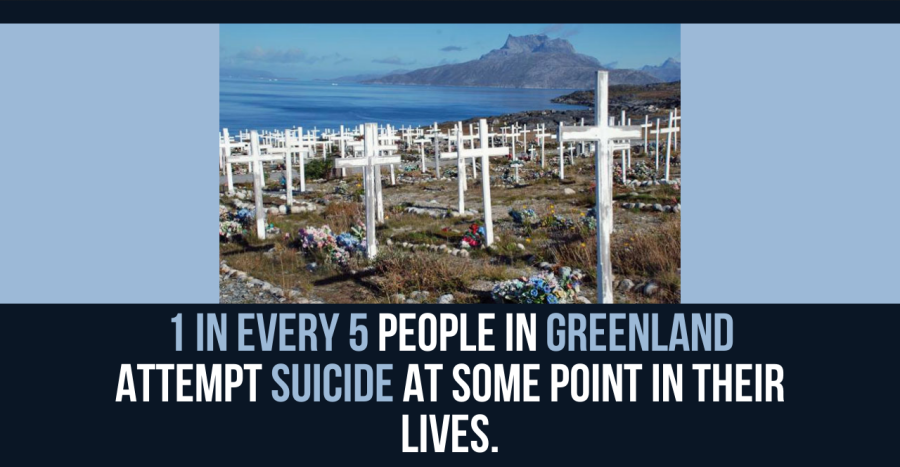 1 IN EVERY 5 PEOPLE IN GREENLAND
ATTEMPT SUICIDE AT SOME POINT IN THEIR
LIVES.